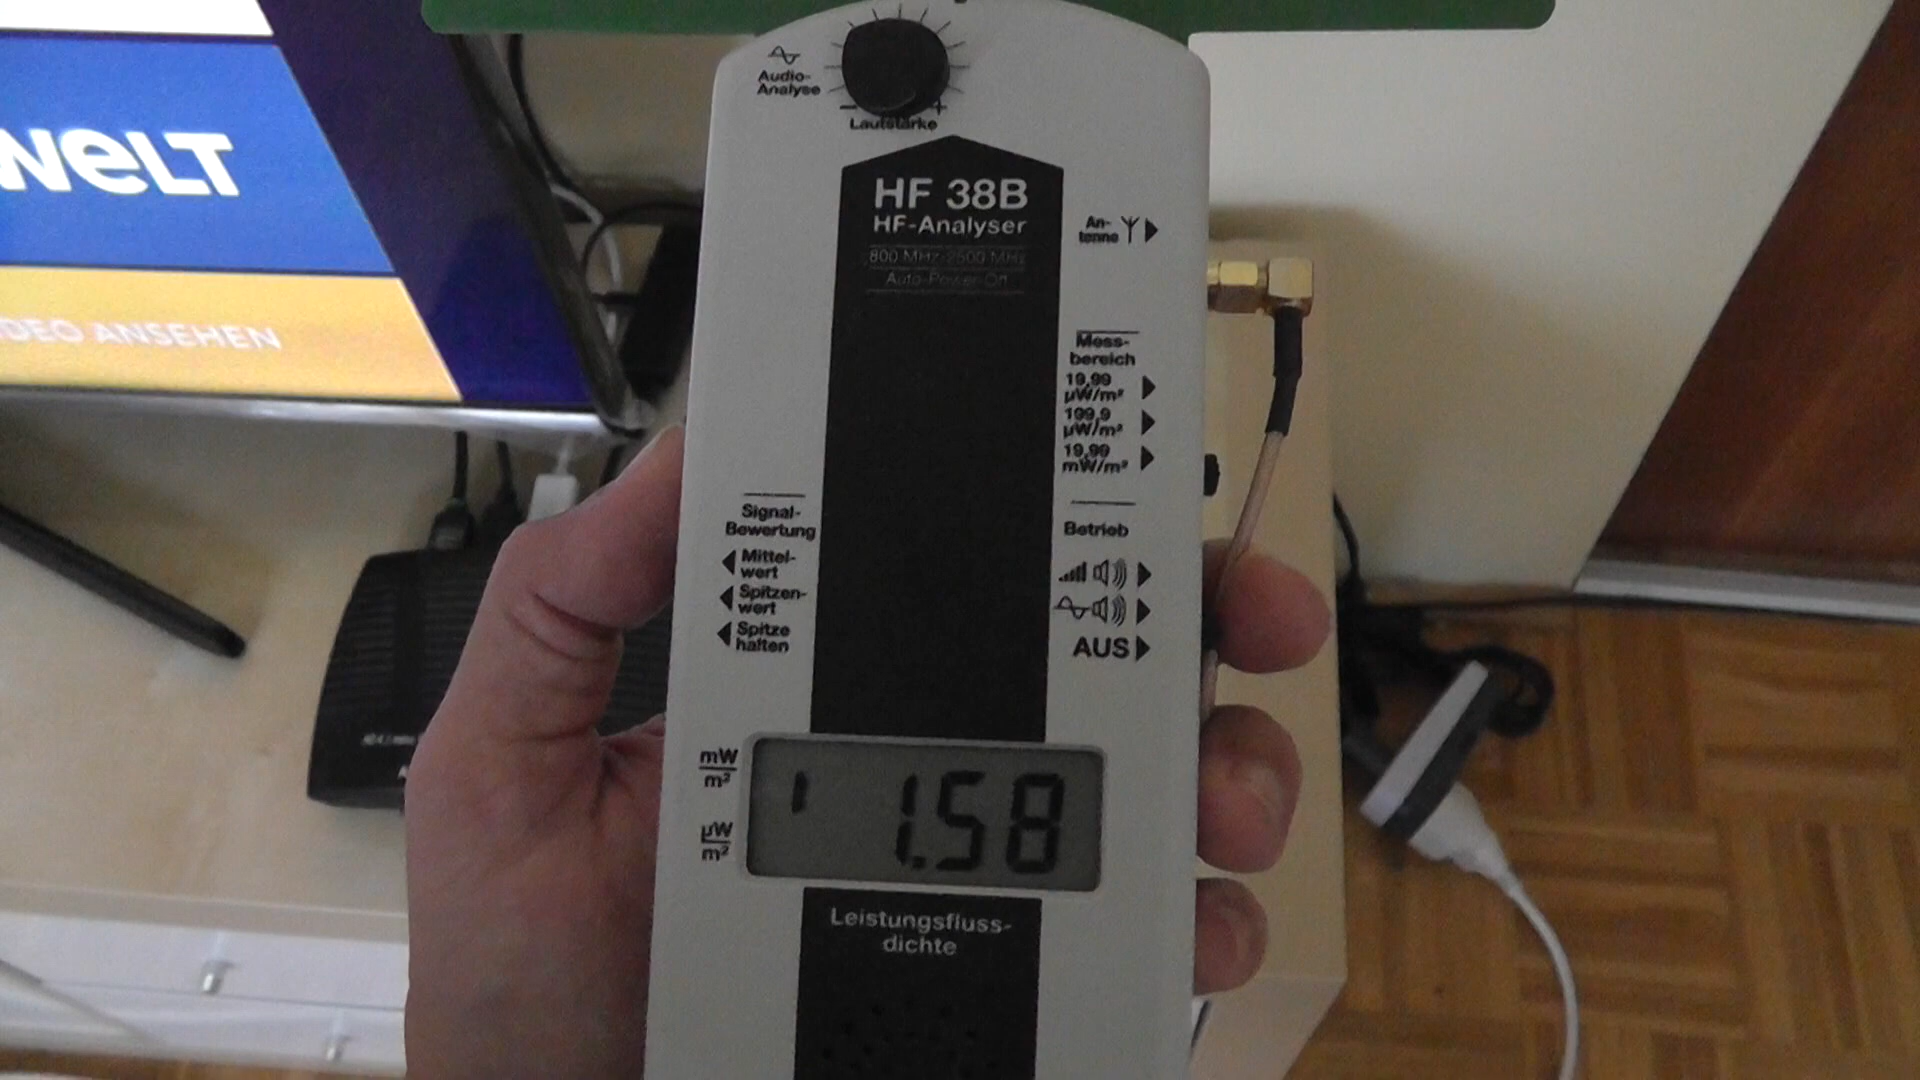 WELT
VIDEO ANSEHEN
Audio-
Analyse
− +
Lautstärke
HF 38B
HF-Analyser
800 MHz-2500 MHz
Auto-Power-Off
An-
tenne
Mess-
bereich
19,99
µW/m²
199,9
µW/m²
19,99
mW/m²
Signal-
Bewertung
Mittel-
wert
Spitzen-
wert
Spitze
halten
Betrieb
AUS
mW
m²
µW
m²
1.58
Leistungsfluss-
dichte